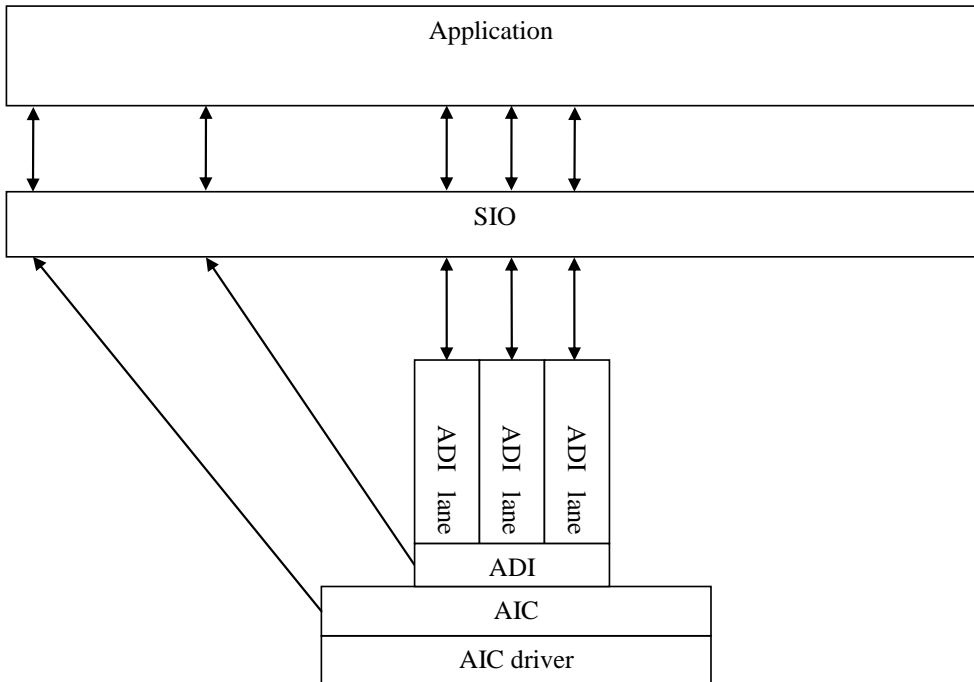 Application
SIO
ADI lane
ADI lane
ADI lane
ADI
AIC
AIC driver